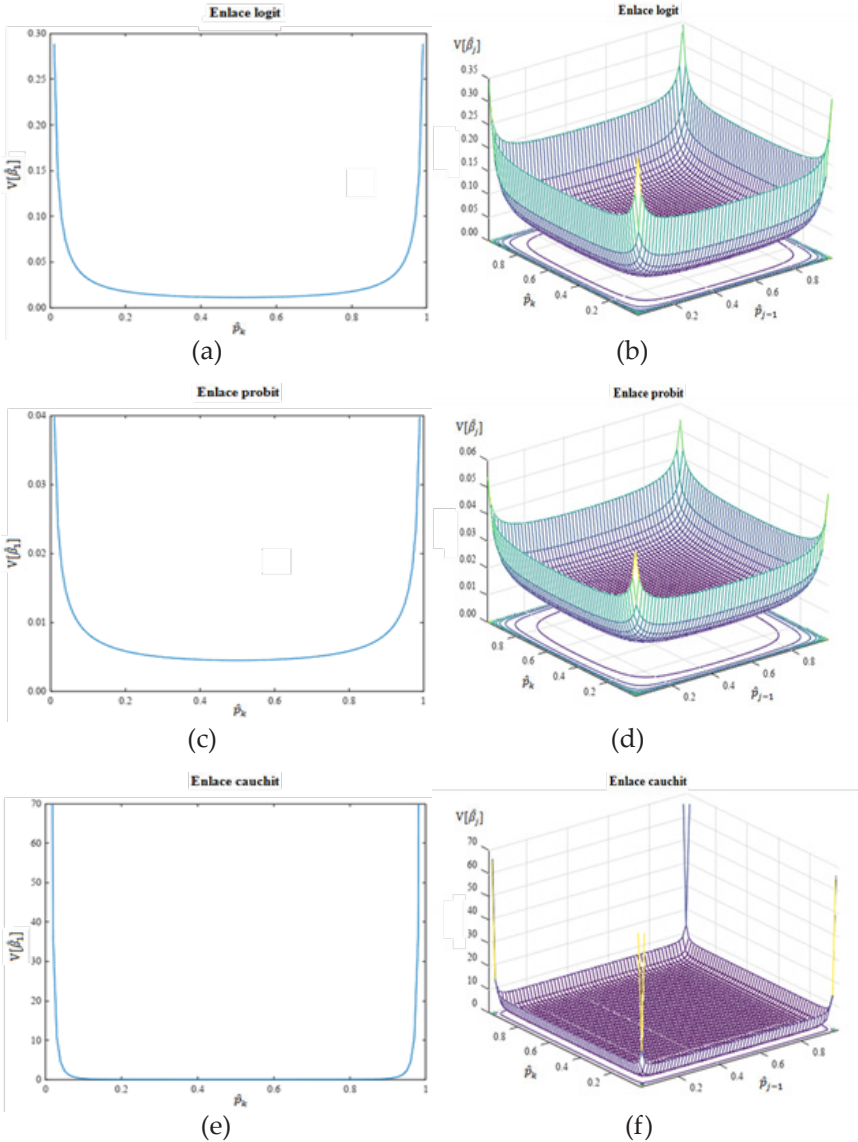 Enlace logit
V[β̂₁]
0.30
0.25
0.20
0.15
0.10
0.05
0.00
0 0.2 0.4 0.6 0.8 1
p̂ₖ
(a)
Enlace logit
V[β̂ⱼ]
0.35
0.30
0.25
0.20
0.15
0.10
0.05
0.00
0.8 0.6 0.4 0.2
p̂ₖ
0.2 0.4 0.6 0.8
p̂ⱼ₋₁
(b)
Enlace probit
V[β̂₁]
0.04
0.03
0.02
0.01
0.00
0 0.2 0.4 0.6 0.8 1
p̂ₖ
(c)
Enlace probit
V[β̂ⱼ]
0.06
0.05
0.04
0.03
0.02
0.01
0.00
0.8 0.6 0.4 0.2
p̂ₖ
0.2 0.4 0.6 0.8
p̂ⱼ₋₁
(d)
Enlace cauchit
V[β̂₁]
70
60
50
40
30
20
10
0
0 0.2 0.4 0.6 0.8 1
p̂ₖ
(e)
Enlace cauchit
V[β̂ⱼ]
70
60
50
40
30
20
10
0
0.8 0.6 0.4 0.2
p̂ₖ
0.2 0.4 0.6 0.8
p̂ⱼ₋₁
(f)